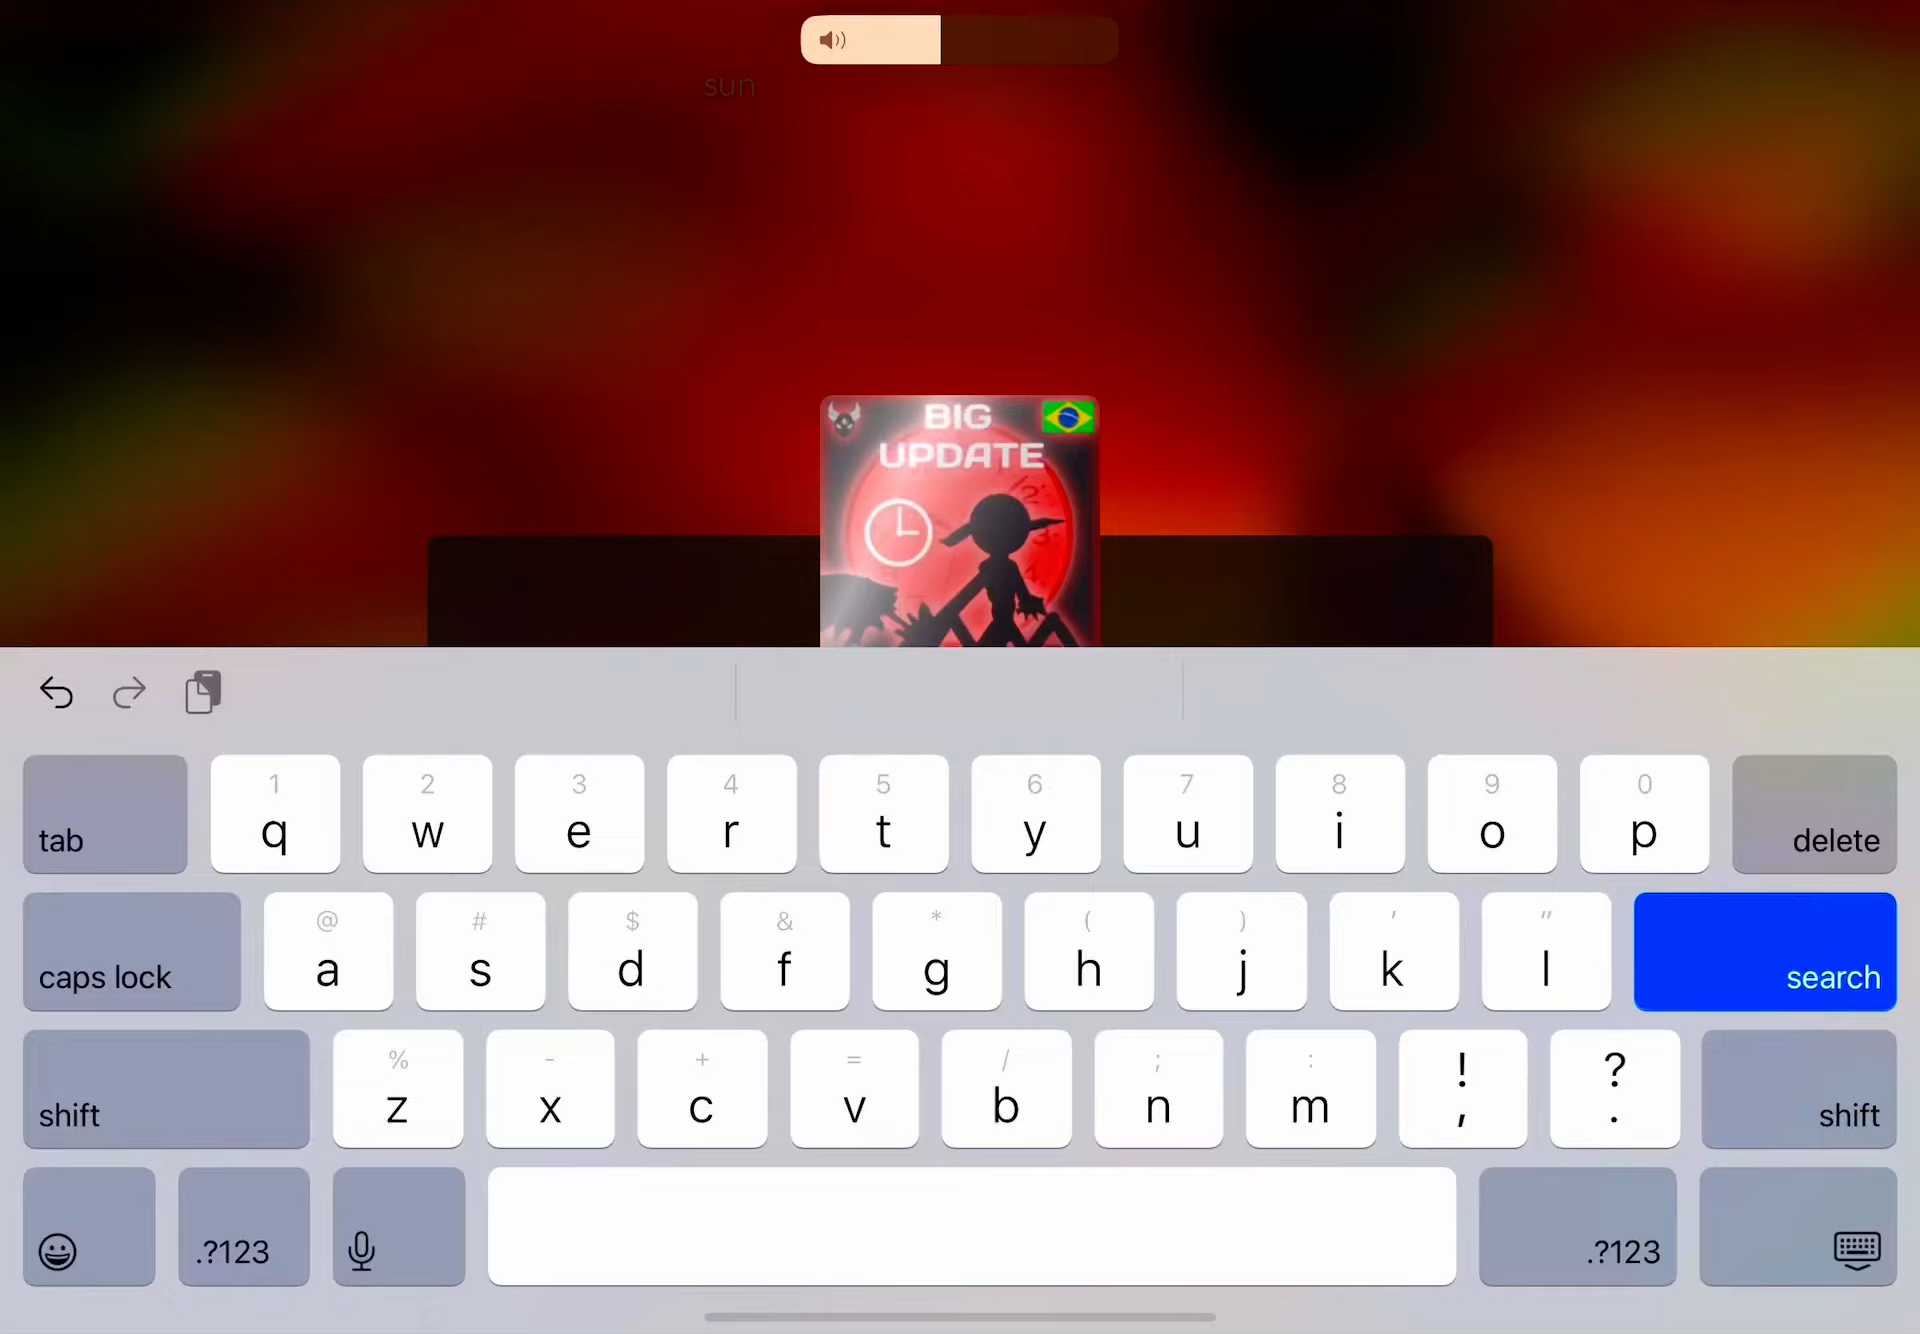 sun
BIG
UPDATE
1 2 3 4 5 6 7 8 9 0
tab q w e r t y u i o p delete
@ # $ & * ( ) ' "
caps lock a s d f g h j k l search
% - + = / ; : ! ?
shift z x c v b n m , . shift
.?123 .?123